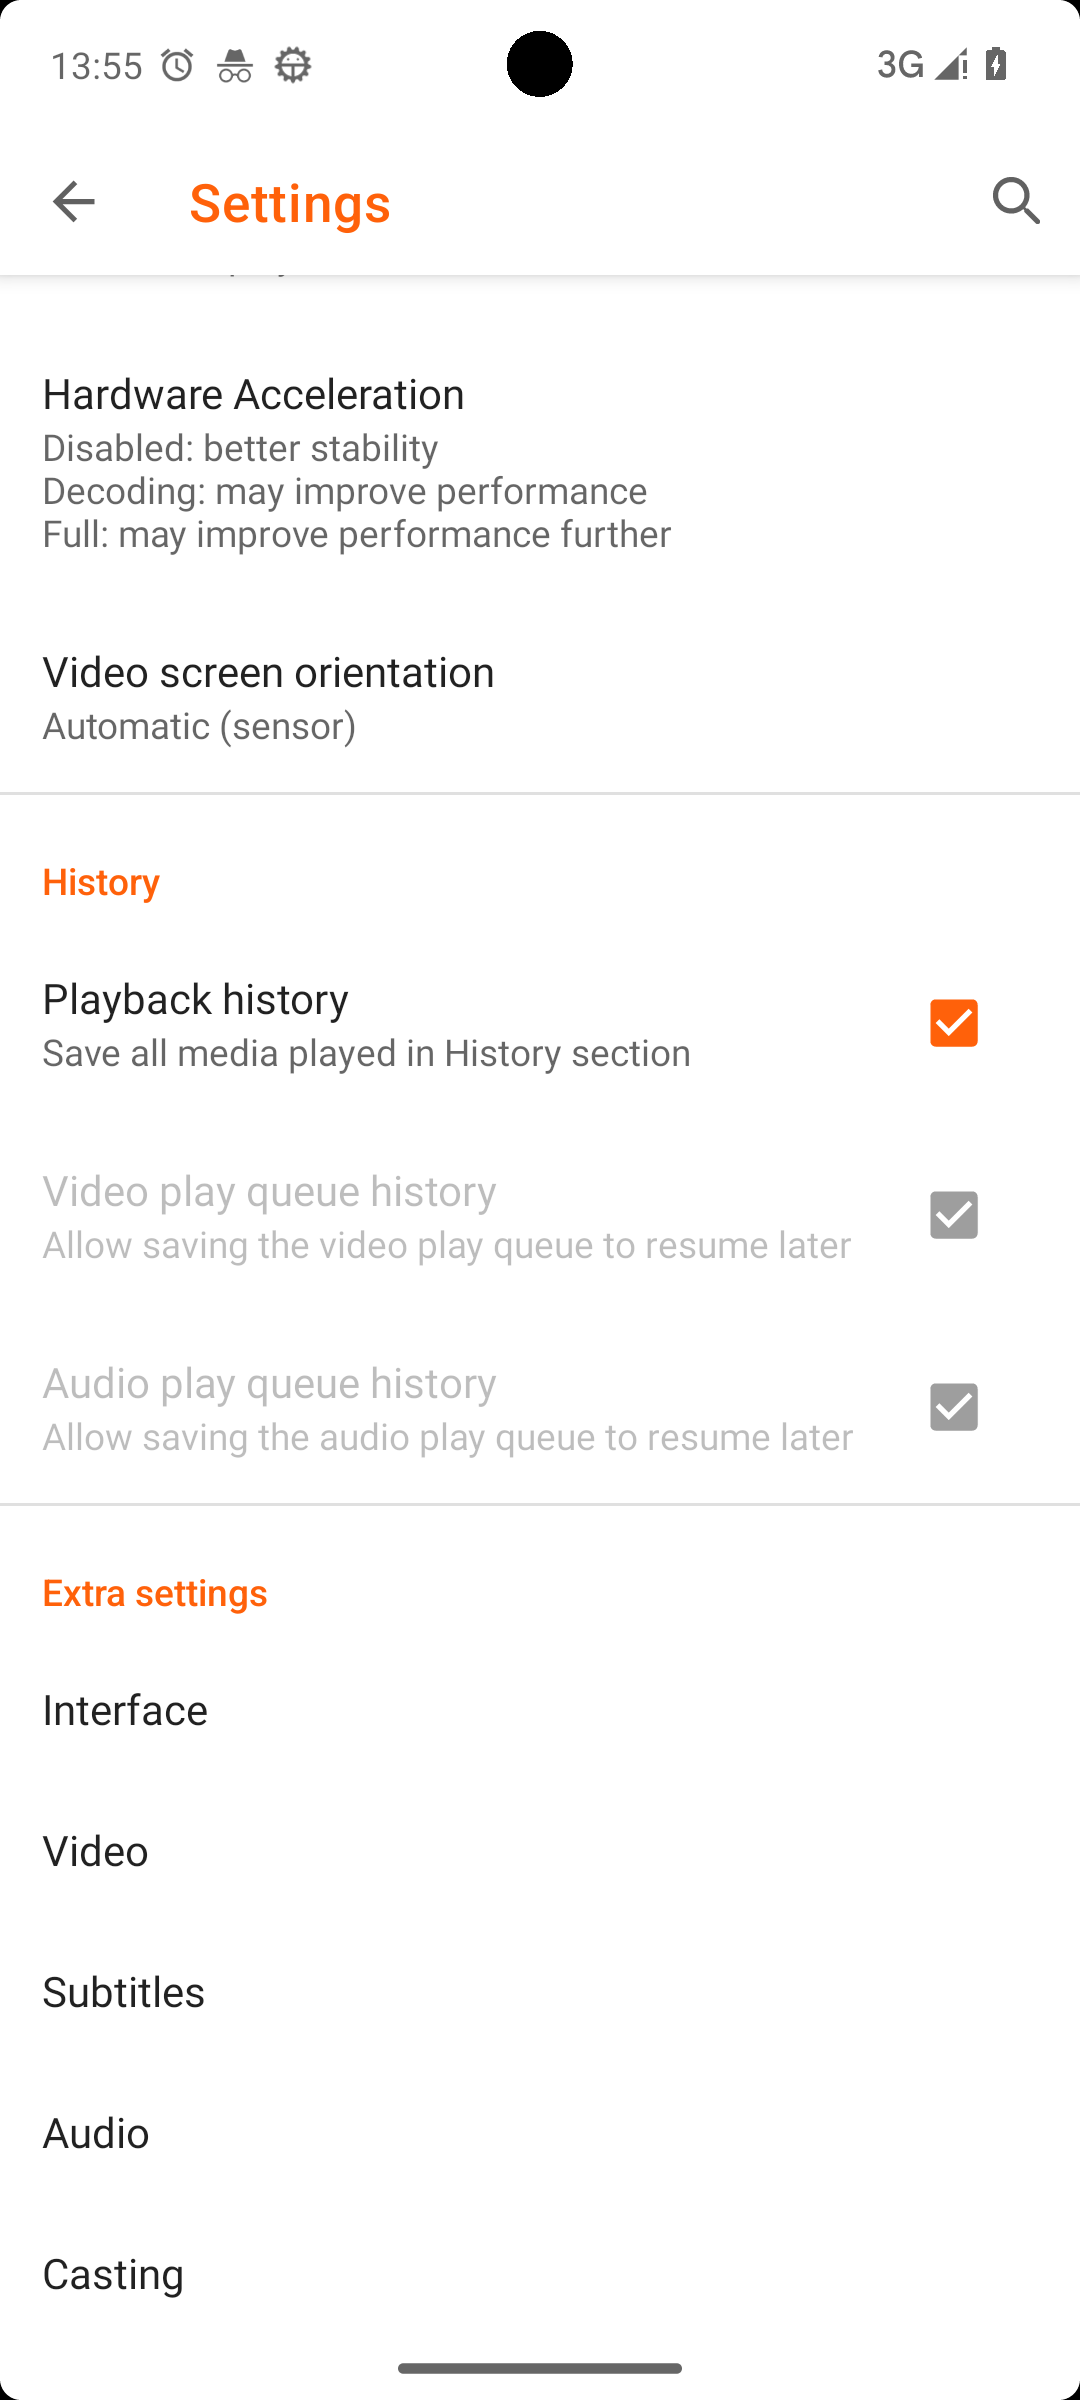 13:55
3G
Settings
Hardware Acceleration
Disabled: better stability
Decoding: may improve performance
Full: may improve performance further
Video screen orientation
Automatic (sensor)
History
Playback history
Save all media played in History section
Video play queue history
Allow saving the video play queue to resume later
Audio play queue history
Allow saving the audio play queue to resume later
Extra settings
Interface
Video
Subtitles
Audio
Casting